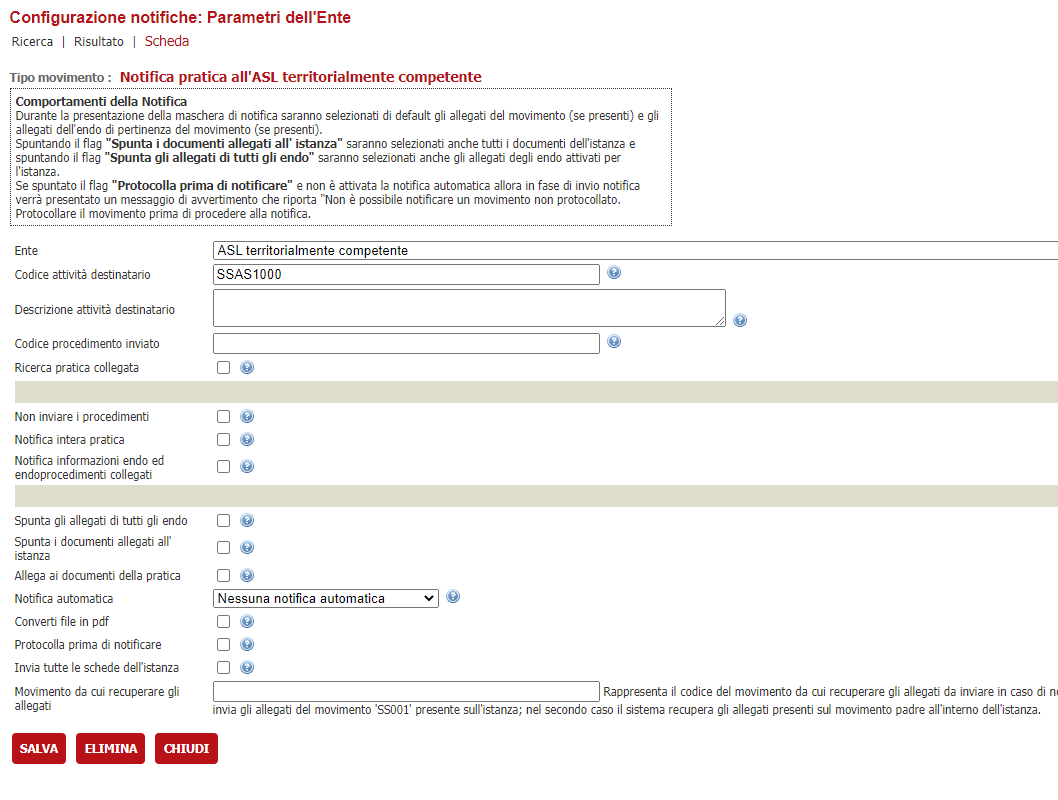 Configurazione notifiche: Parametri dell'Ente
Ricerca | Risultato | Scheda
Tipo movimento : Notifica pratica all'ASL territorialmente competente
Comportamenti della Notifica
Durante la presentazione della maschera di notifica saranno selezionati di default gli allegati del movimento (se presenti) e gli
allegati dell'endo di pertinenza del movimento (se presenti).
Spuntando il flag "Spunta i documenti allegati all' istanza" saranno selezionati anche tutti i documenti dell'istanza e
spuntando il flag "Spunta gli allegati di tutti gli endo" saranno selezionati anche gli allegati degli endo attivati per
l'istanza.
Se spuntato il flag "Protocolla prima di notificare" e non è attivata la notifica automatica allora in fase di invio notifica
verrà presentato un messaggio di avvertimento che riporta "Non è possibile notificare un movimento non protocollato.
Protocollare il movimento prima di procedere alla notifica.
Ente ASL territorialmente competente
Codice attività destinatario SSAS1000
Descrizione attività destinatario
Codice procedimento inviato
Ricerca pratica collegata
Non inviare i procedimenti
Notifica intera pratica
Notifica informazioni endo ed
endoprocedimenti collegati
Spunta gli allegati di tutti gli endo
Spunta i documenti allegati all'
istanza
Allega ai documenti della pratica
Notifica automatica Nessuna notifica automatica
Converti file in pdf
Protocolla prima di notificare
Invia tutte le schede dell'istanza
Movimento da cui recuperare gli
allegati
Rappresenta il codice del movimento da cui recuperare gli allegati da inviare in caso di
invia gli allegati del movimento 'SS001' presente sull'istanza; nel secondo caso il sistema recupera gli allegati presenti sul movimento padre all'interno dell'istanza.
SALVA ELIMINA CHIUDI